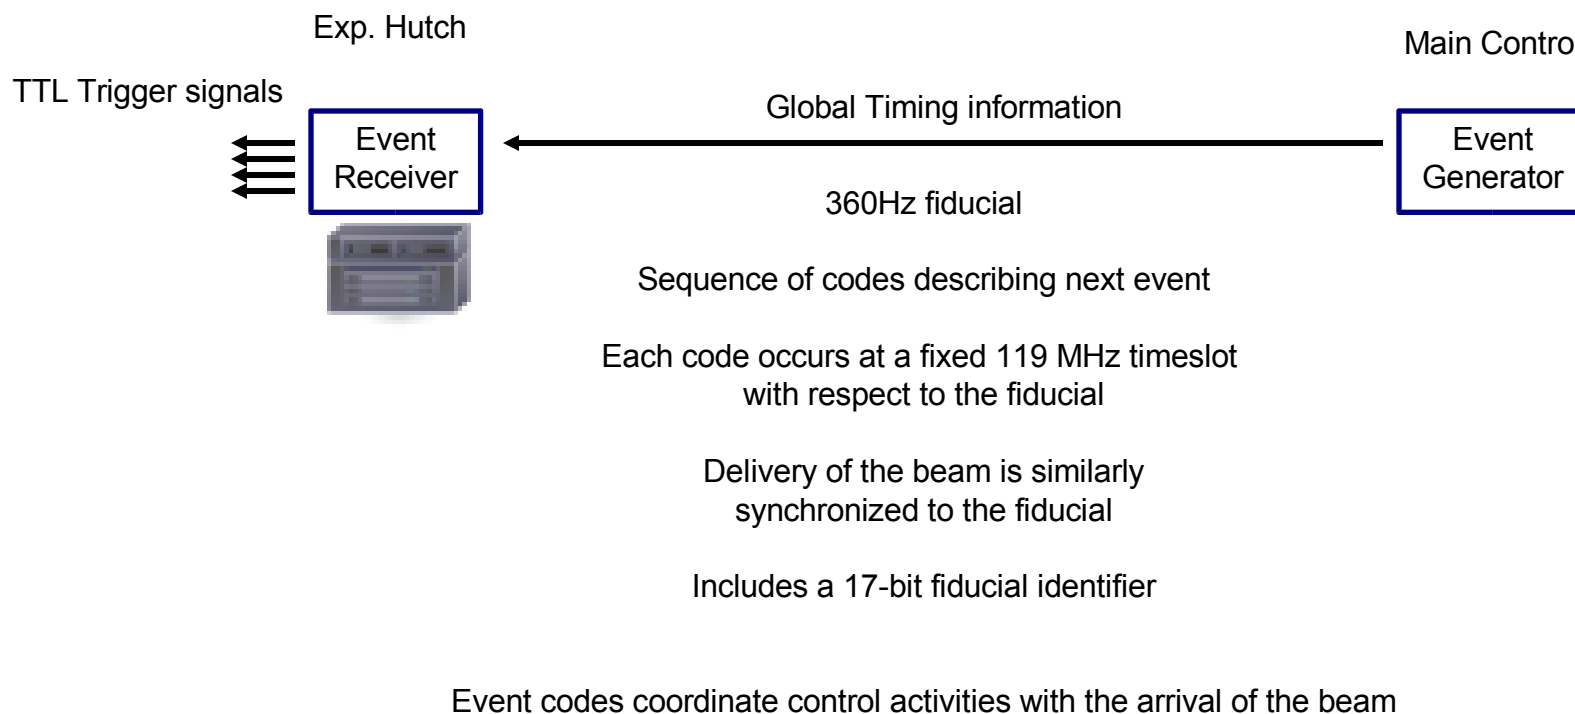 Exp. Hutch
Main Contro
TTL Trigger signals
Global Timing information
Event
Receiver
Event
Generator
360Hz fiducial
Sequence of codes describing next event
Each code occurs at a fixed 119 MHz timeslot
with respect to the fiducial
Delivery of the beam is similarly
synchronized to the fiducial
Includes a 17-bit fiducial identifier
Event codes coordinate control activities with the arrival of the beam